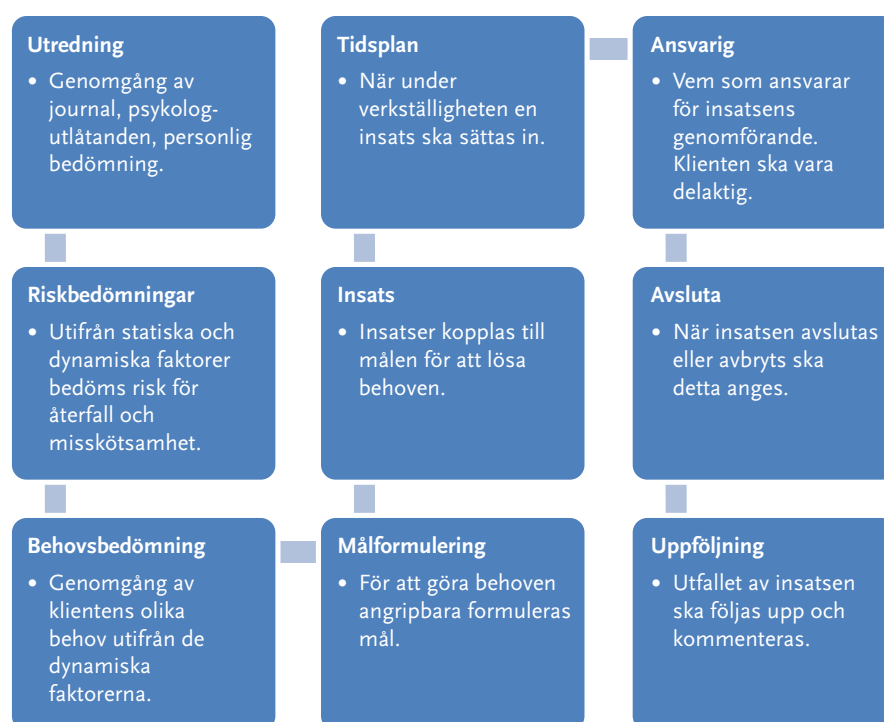 Utredning
• Genomgång av
journal, psykolog-
utlåtanden, personlig
bedömning.
Riskbedömningar
• Utifrån statiska och
dynamiska faktorer
bedöms risk för
återfall och
misskötsamhet.
Behovsbedömning
• Genomgång av
klientens olika
behov utifrån de
dynamiska
faktorerna.
Målformulering
• För att göra behoven
angripbara formuleras
mål.
Insats
• Insatser kopplas till
målen för att lösa
behoven.
Tidsplan
• När under
verkställigheten en
insats ska sättas in.
Ansvarig
• Vem som ansvarar
för insatsens
genomförande.
Klienten ska vara
delaktig.
Avsluta
• När insatsen avslutas
eller avbryts ska
detta anges.
Uppföljning
• Utfallet av insatsen
ska följas upp och
kommenteras.